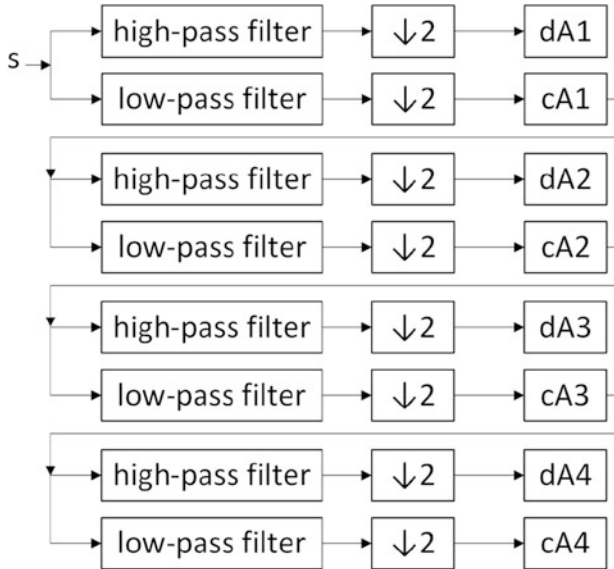 high-pass filter ↓2 dA1
s
low-pass filter ↓2 cA1
high-pass filter ↓2 dA2
low-pass filter ↓2 cA2
high-pass filter ↓2 dA3
low-pass filter ↓2 cA3
high-pass filter ↓2 dA4
low-pass filter ↓2 cA4